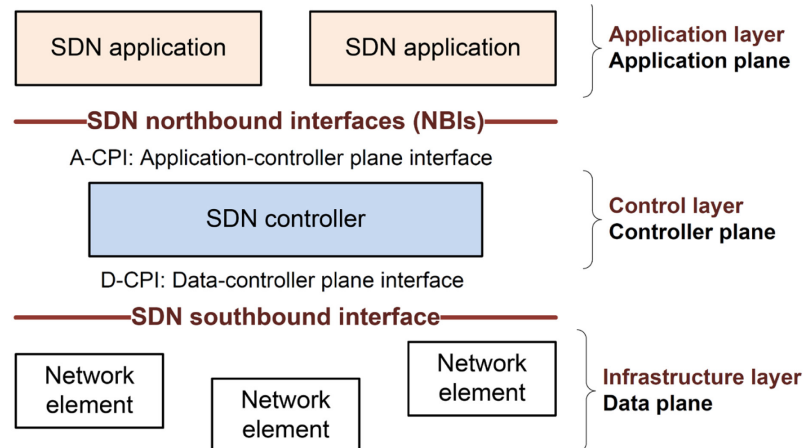 SDN application
SDN application
Application layer
Application plane
SDN northbound interfaces (NBIs)
A-CPI: Application-controller plane interface
SDN controller
Control layer
Controller plane
D-CPI: Data-controller plane interface
SDN southbound interface
Network
element
Network
element
Network
element
Infrastructure layer
Data plane